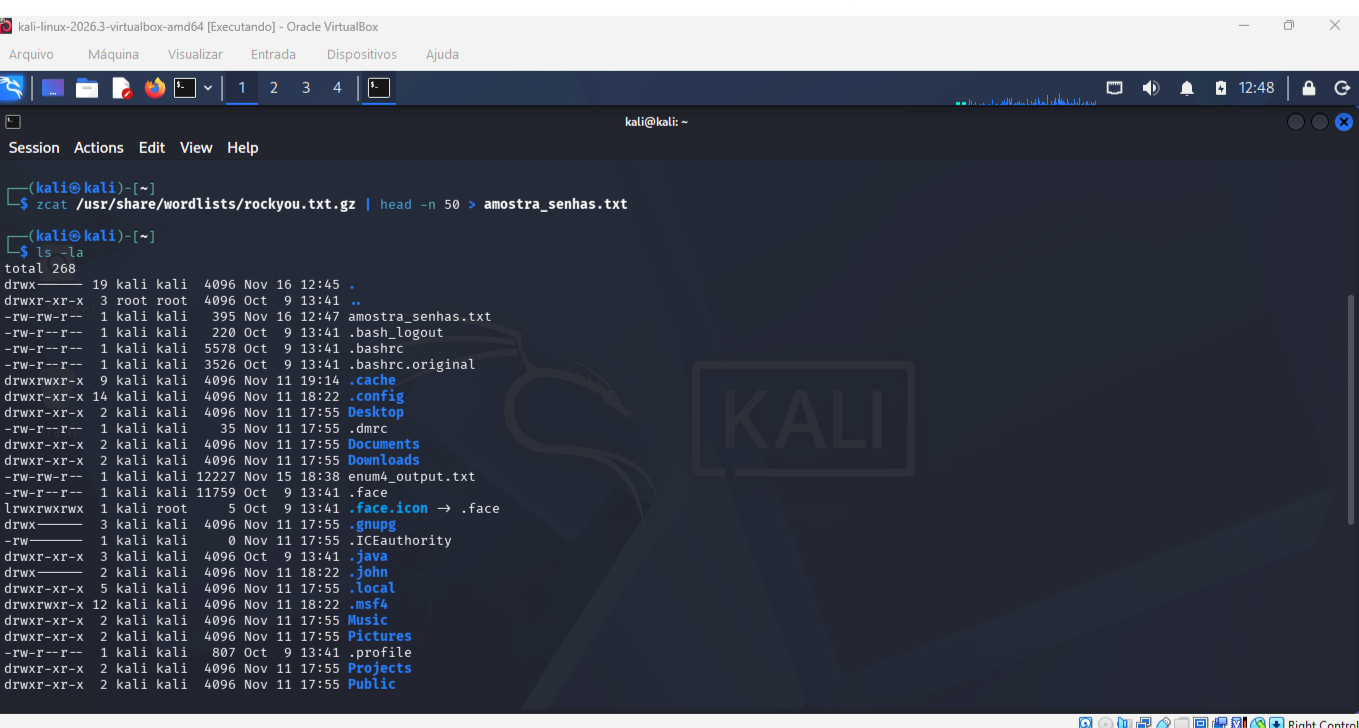 kali-linux-2026.3-virtualbox-amd64 [Executando] - Oracle VirtualBox
Arquivo Máquina Visualizar Entrada Dispositivos Ajuda
1 2 3 4 12:48
kali@kali: ~
Session Actions Edit View Help
┌──(kali㉿kali)-[~]
└─$ zcat /usr/share/wordlists/rockyou.txt.gz | head -n 50 > amostra_senhas.txt
┌──(kali㉿kali)-[~]
└─$ ls -la
total 268
drwx------ 19 kali kali 4096 Nov 16 12:45 .
drwxr-xr-x 3 root root 4096 Oct 9 13:41 ..
-rw-rw-r-- 1 kali kali 395 Nov 16 12:47 amostra_senhas.txt
-rw-r--r-- 1 kali kali 220 Oct 9 13:41 .bash_logout
-rw-r--r-- 1 kali kali 5578 Oct 9 13:41 .bashrc
-rw-r--r-- 1 kali kali 3526 Oct 9 13:41 .bashrc.original
drwxrwxr-x 9 kali kali 4096 Nov 11 19:14 .cache
drwxr-xr-x 14 kali kali 4096 Nov 11 18:22 .config
drwxr-xr-x 2 kali kali 4096 Nov 11 17:55 Desktop
-rw-r--r-- 1 kali kali 35 Nov 11 17:55 .dmrc
drwxr-xr-x 2 kali kali 4096 Nov 11 17:55 Documents
drwxr-xr-x 2 kali kali 4096 Nov 11 17:55 Downloads
-rw-rw-r-- 1 kali kali 12227 Nov 15 18:38 enum4_output.txt
-rw-r--r-- 1 kali kali 11759 Oct 9 13:41 .face
lrwxrwxrwx 1 kali root 5 Oct 9 13:41 .face.icon -> .face
drwx------ 3 kali kali 4096 Nov 11 17:55 .gnupg
-rw------- 1 kali kali 0 Nov 11 17:55 .ICEauthority
drwxr-xr-x 3 kali kali 4096 Oct 9 13:41 .java
drwx------ 2 kali kali 4096 Nov 11 18:22 .john
drwxr-xr-x 5 kali kali 4096 Nov 11 17:55 .local
drwxrwxr-x 12 kali kali 4096 Nov 11 18:22 .msf4
drwxr-xr-x 2 kali kali 4096 Nov 11 17:55 Music
drwxr-xr-x 2 kali kali 4096 Nov 11 17:55 Pictures
-rw-r--r-- 1 kali kali 807 Oct 9 13:41 .profile
drwxr-xr-x 2 kali kali 4096 Nov 11 17:55 Projects
drwxr-xr-x 2 kali kali 4096 Nov 11 17:55 Public
KALI
Right Control